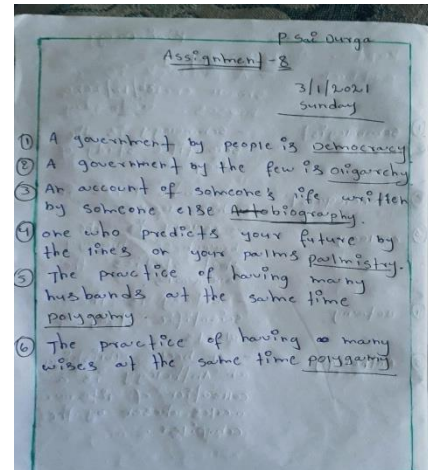 P Sai Durga
Assignment - 8
3/1/2021
Sunday
① A government by people is Democracy.
② A government by the few is Oligarchy
③ An account of someone's life written
by someone else Autobiography.
④ one who predicts your future by
the lines on your palms palmistry.
⑤ The practice of having many
husbands at the same time
polygamy.
⑥ The practice of having many
wises at the same time polygamy